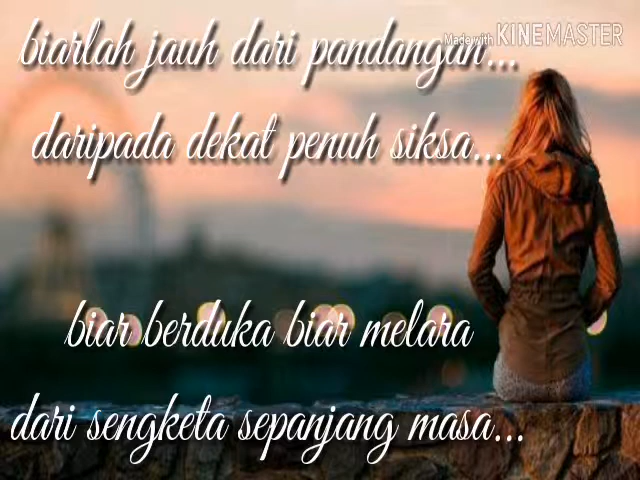 Made with KINEMASTER
biarlah jauh dari pandangan...
daripada dekat penuh siksa...
biar berduka biar melara
dari sengketa sepanjang masa...